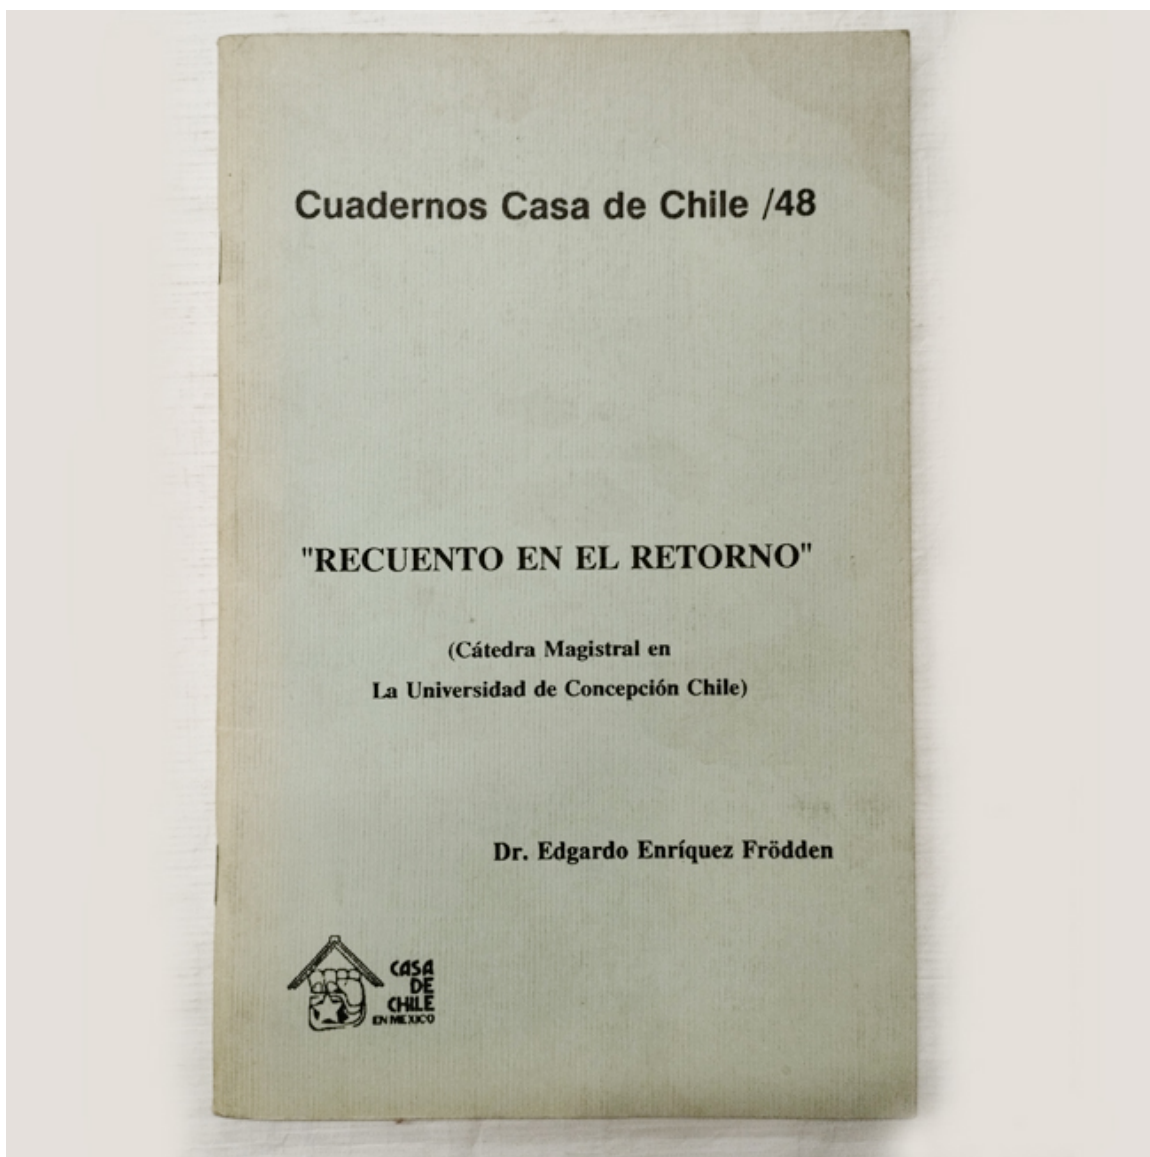 Cuadernos Casa de Chile /48
"RECUENTO EN EL RETORNO"
(Cátedra Magistral en
La Universidad de Concepción Chile)
Dr. Edgardo Enríquez Frödden
CASA
DE
CHILE
EN MEXICO